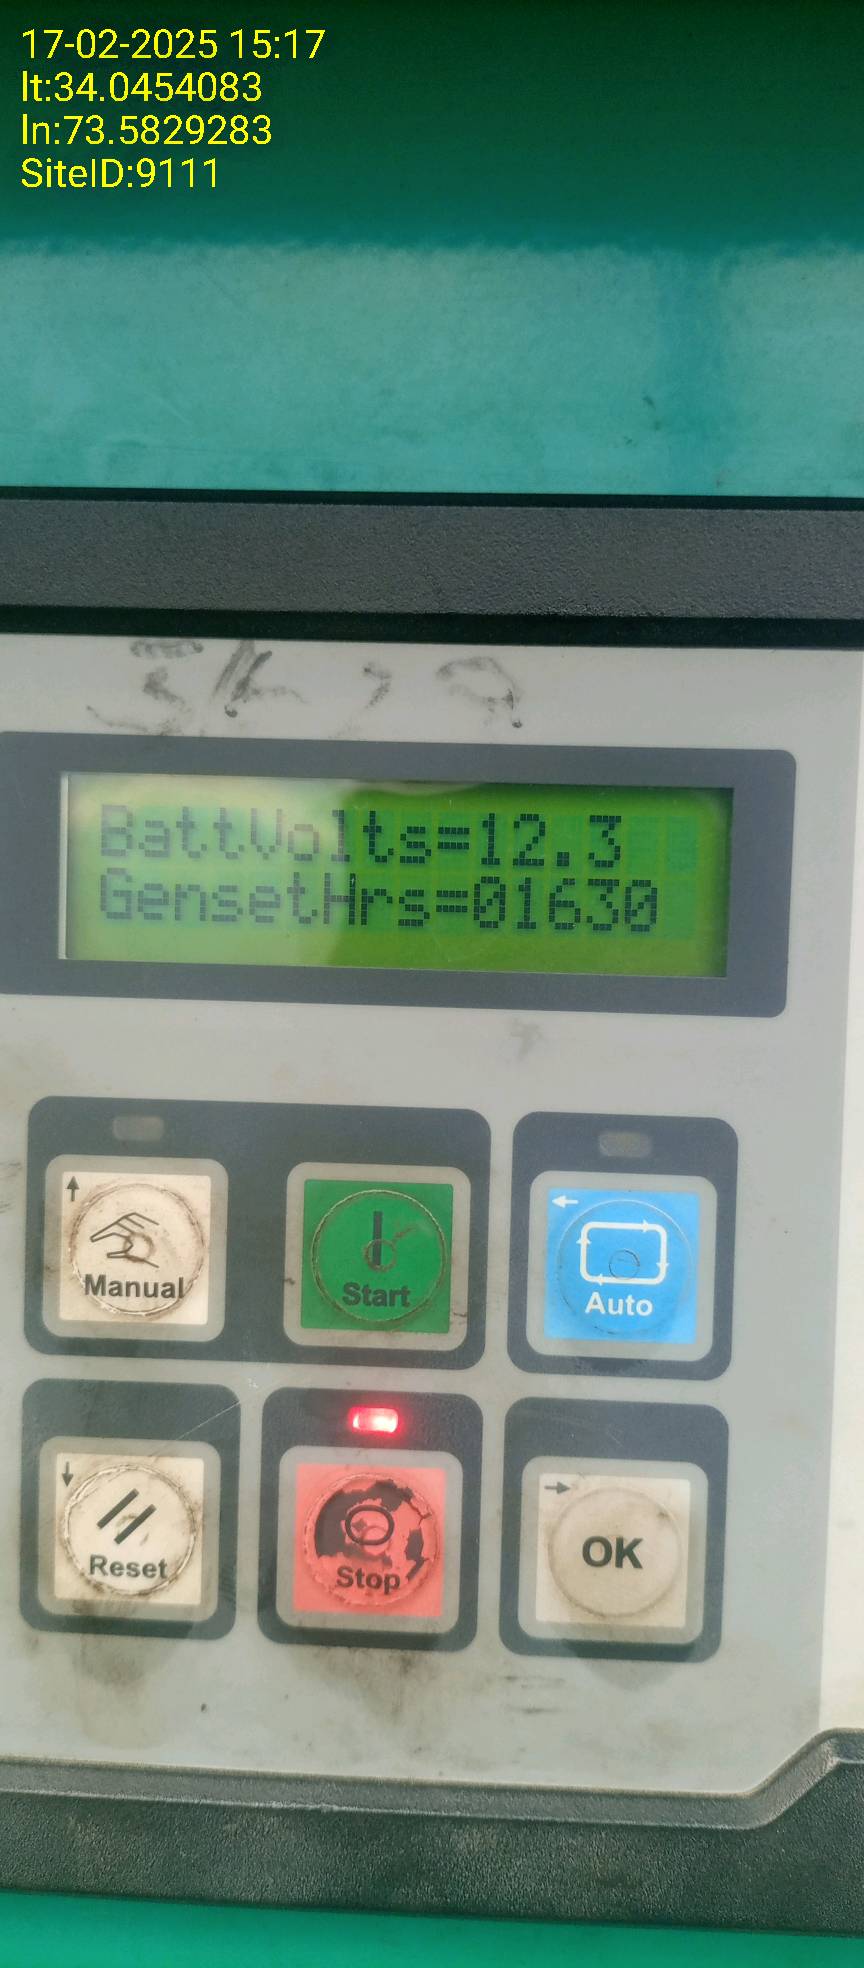 17-02-2025 15:17
lt:34.0454083
ln:73.5829283
SiteID:9111
BattVolts=12.3
GensetHrs=01630
Manual
Start
Auto
Reset
Stop
OK